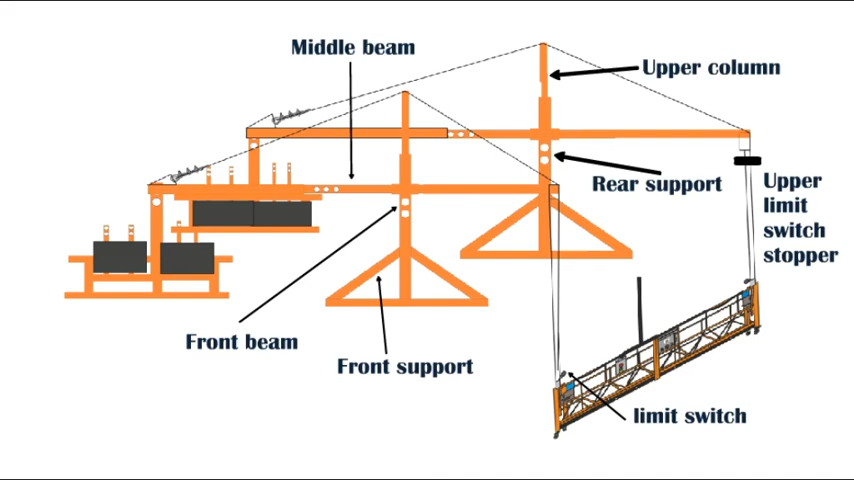 Middle beam
Upper column
Rear support
Upper
limit
switch
stopper
Front beam
Front support
limit switch